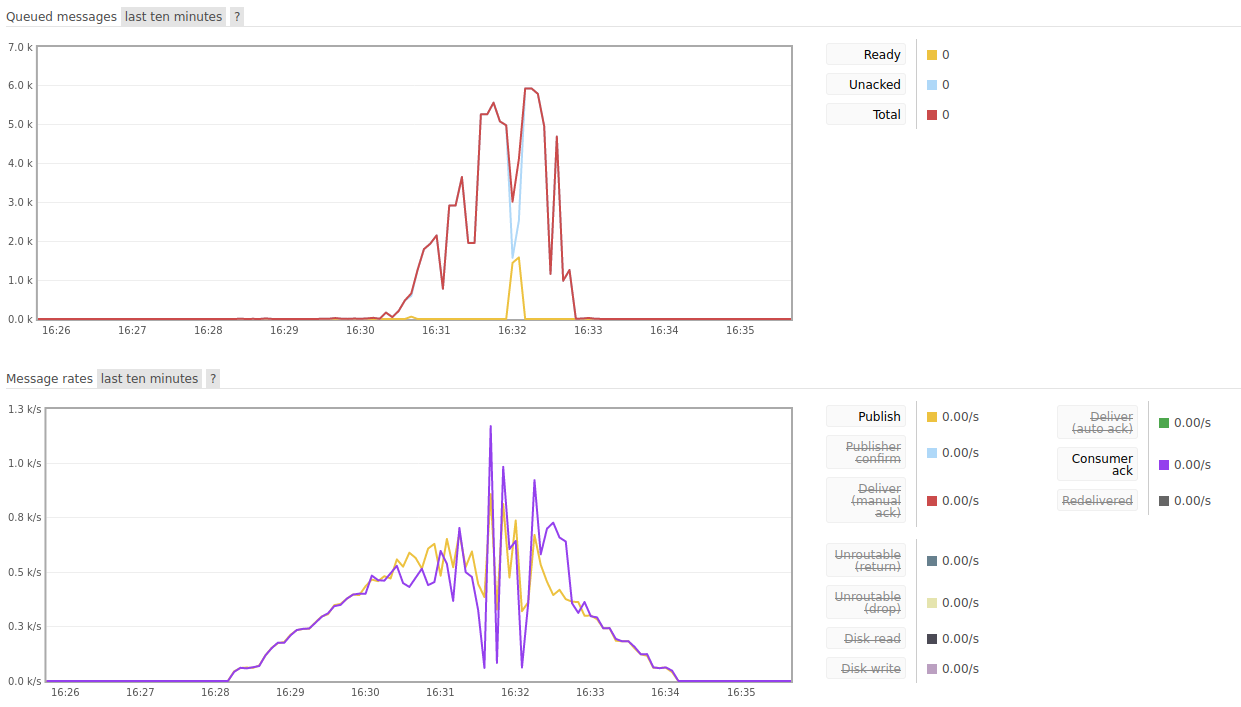 Queued messages last ten minutes ?
7.0 k
6.0 k
5.0 k
4.0 k
3.0 k
2.0 k
1.0 k
0.0 k
16:26 16:27 16:28 16:29 16:30 16:31 16:32 16:33 16:34 16:35
Ready 0
Unacked 0
Total 0
Message rates last ten minutes ?
1.3 k/s
1.0 k/s
0.8 k/s
0.5 k/s
0.3 k/s
0.0 k/s
16:26 16:27 16:28 16:29 16:30 16:31 16:32 16:33 16:34 16:35
Publish 0.00/s
Publisher
confirm 0.00/s
Deliver
(manual
ack) 0.00/s
Deliver
(auto ack) 0.00/s
Consumer
ack 0.00/s
Redelivered 0.00/s
Unroutable
(return) 0.00/s
Unroutable
(drop) 0.00/s
Disk read 0.00/s
Disk write 0.00/s